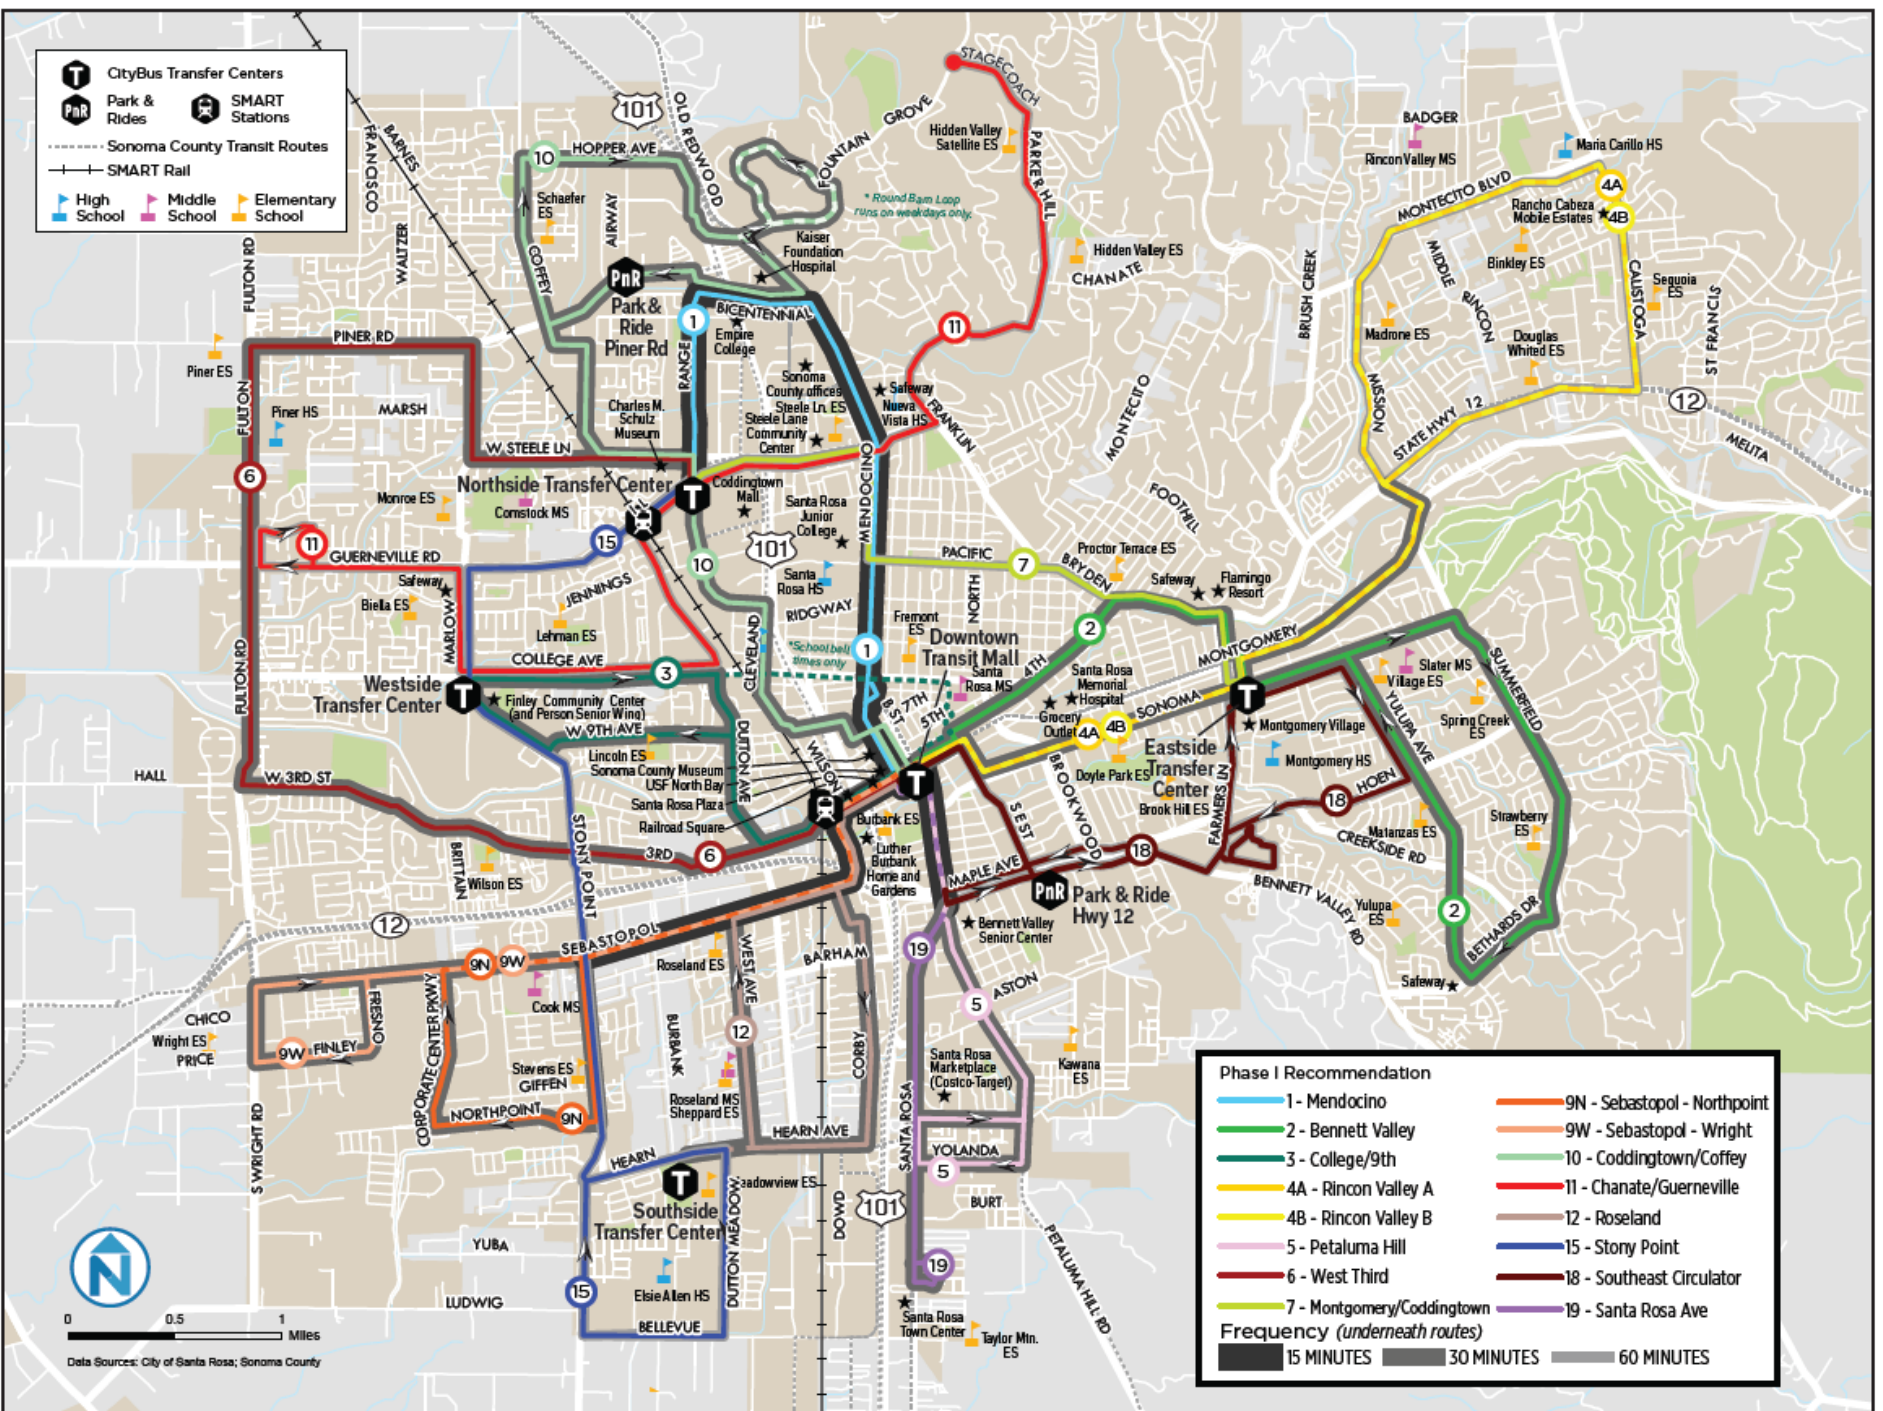 CityBus Transfer Centers
PnR
Park &
Rides
SMART
Stations
Sonoma County Transit Routes
SMART Rail
High
School
Middle
School
Elementary
School
101
OLD REDWOOD
STAGECOACH
FOUNTAIN GROVE
Hidden Valley
Satellite ES
PARKER HILL
BADGER
Rincon Valley MS
Maria Carillo HS
BARNES
FRANCISCO
WALTZER
10
HOPPER AVE
Schaefer
ES
AIRWAY
COFFEY
* Round Barn Loop
runs on weekdays only.
Kaiser
Foundation
Hospital
Hidden Valley ES
CHANATE
MONTECITO BLVD
4A
4B
Rancho Cabeza
Mobile Estates
Binkley ES
MIDDLE RINCON
CALISTOGA
Sequoia
ES
ST FRANCIS
BRUSH CREEK
Madrone ES
Douglas
Whited ES
FULTON RD
PnR
Park &
Ride
Piner Rd
1
BICENTENNIAL
RANGE
Empire
College
11
PINER RD
Piner ES
FULTON
Piner HS
MARSH
W STEELE LN
Charles M.
Schulz
Museum
Sonoma
County offices
Steele Ln. ES
Steele Lane
Community
Center
Safeway
Nueva
Vista HS
FRANKLIN
MONTECITO
MISSION
STATE HWY 12
12
MELITA
6
Northside Transfer Center
T
Monroe ES
Comstock MS
Coddingtown
Mall
Santa Rosa
Junior
College
MENDOCINO
FOOTHILL
11
GUERNEVILLE RD
15
101
10
PACIFIC
7
BRYDEN
Proctor Terrace ES
Safeway
Flamingo
Resort
Safeway
Biella ES
MARLOW
JENNINGS
Lehman ES
Santa
Rosa HS
RIDGWAY
NORTH
Fremont
ES
2
MONTGOMERY
FULTON RD
COLLEGE AVE
3
CLEVELAND
*School bell
times only
1
Downtown
Transit Mall
Santa
Rosa MS
4TH
Santa Rosa
Memorial
Hospital
SONOMA
Slater MS
Village ES
SUMMERFIELD
Westside
Transfer Center
T
Finley Community Center
(and Person Senior Wing)
W 9TH AVE
DUTTON AVE
B ST
7TH
5TH
Grocery
Outlet
4A
4B
T
Montgomery Village
YULUPA AVE
Spring Creek
ES
Lincoln ES
Sonoma County Museum
USF North Bay
Santa Rosa Plaza
Railroad Square
WILSON
T
Doyle Park ES
Eastside
Transfer
Center
Montgomery HS
HALL
W 3RD ST
Brook Hill ES
FARMERS LN
HOEN
18
Burbank ES
S E ST
BROOKWOOD
Matanzas ES
Strawberry
ES
CREEKSIDE RD
BRITTAIN
Wilson ES
STONY POINT
3RD
6
Luther
Burbank
Home and
Gardens
MAPLE AVE
18
PnR
Park & Ride
Hwy 12
BENNETT VALLEY RD
Yulupa
ES
2
BETHARDS DR
Safeway
12
SEBASTOPOL
9N
9W
Roseland ES
WEST AVE
BARHAM
19
Bennett Valley
Senior Center
ASTON
5
Cook MS
CHICO
Wright ES
PRICE
FRESNO
9W
FINLEY
CORPORATE CENTER PKWY
BURBANK
12
CORBY
Stevens ES
GIFFEN
Roseland MS
Sheppard ES
Santa Rosa
Marketplace
(Costco-Target)
Kawana
ES
NORTHPOINT
9N
HEARN AVE
SANTA ROSA
YOLANDA
5
S WRIGHT RD
HEARN
T
Southside
Transfer Center
eadowview ES
DUTTON MEADOW
DOWD
101
BURT
PETALUMA HILL RD
YUBA
Elsie Allen HS
19
15
LUDWIG
BELLEVUE
Santa Rosa
Town Center
Taylor Mtn.
ES
N
0 0.5 1
Miles
Data Sources: City of Santa Rosa; Sonoma County
Phase I Recommendation
1 - Mendocino
2 - Bennett Valley
3 - College/9th
4A - Rincon Valley A
4B - Rincon Valley B
5 - Petaluma Hill
6 - West Third
7 - Montgomery/Coddingtown
9N - Sebastopol - Northpoint
9W - Sebastopol - Wright
10 - Coddingtown/Coffey
11 - Chanate/Guerneville
12 - Roseland
15 - Stony Point
18 - Southeast Circulator
19 - Santa Rosa Ave
Frequency (underneath routes)
15 MINUTES
30 MINUTES
60 MINUTES